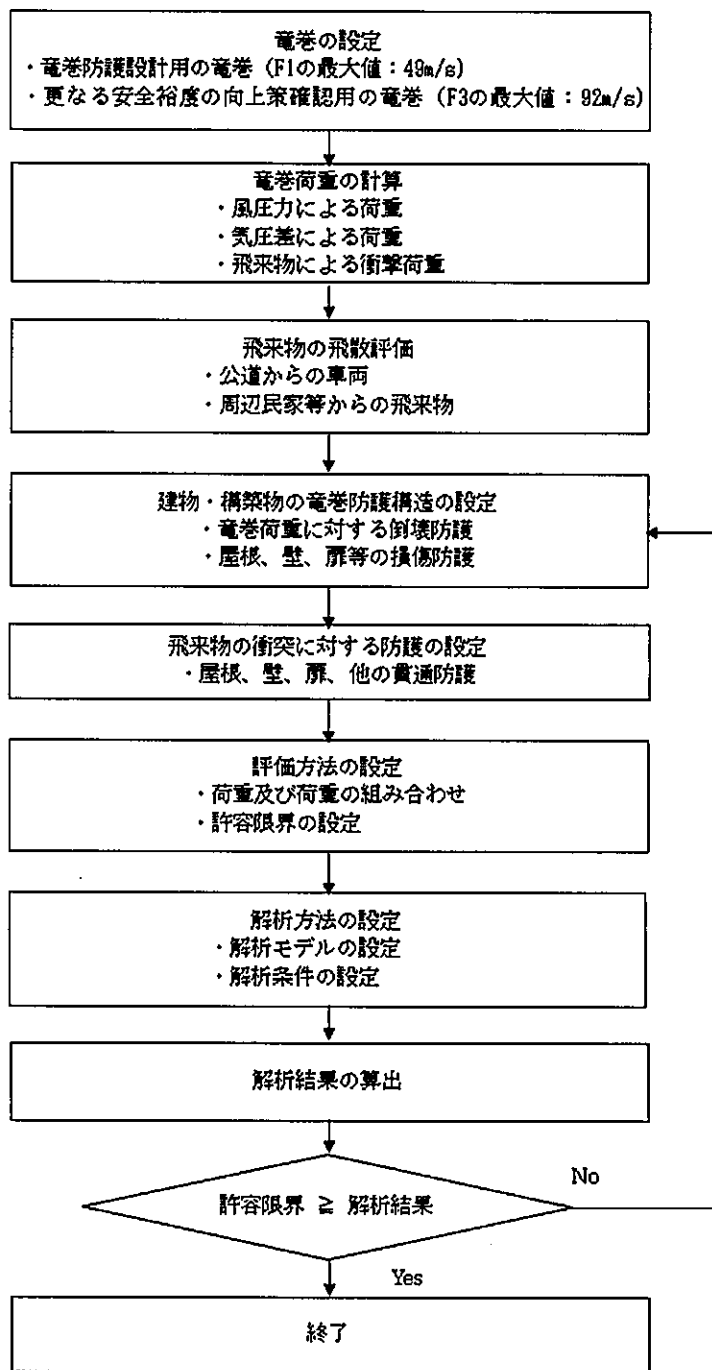 竜巻の設定
・竜巻防護設計用の竜巻（F1の最大値：49m/s）
・更なる安全裕度の向上策確認用の竜巻（F3の最大値：92m/s）
竜巻荷重の計算
・風圧力による荷重
・気圧差による荷重
・飛来物による衝撃荷重
飛来物の飛散評価
・公道からの車両
・周辺民家等からの飛来物
建物・構築物の竜巻防護構造の設定
・竜巻荷重に対する倒壊防護
・屋根、壁、扉等の損傷防護
飛来物の衝突に対する防護の設定
・屋根、壁、扉、他の貫通防護
評価方法の設定
・荷重及び荷重の組み合わせ
・許容限界の設定
解析方法の設定
・解析モデルの設定
・解析条件の設定
解析結果の算出
許容限界 ≧ 解析結果
No
Yes
終了